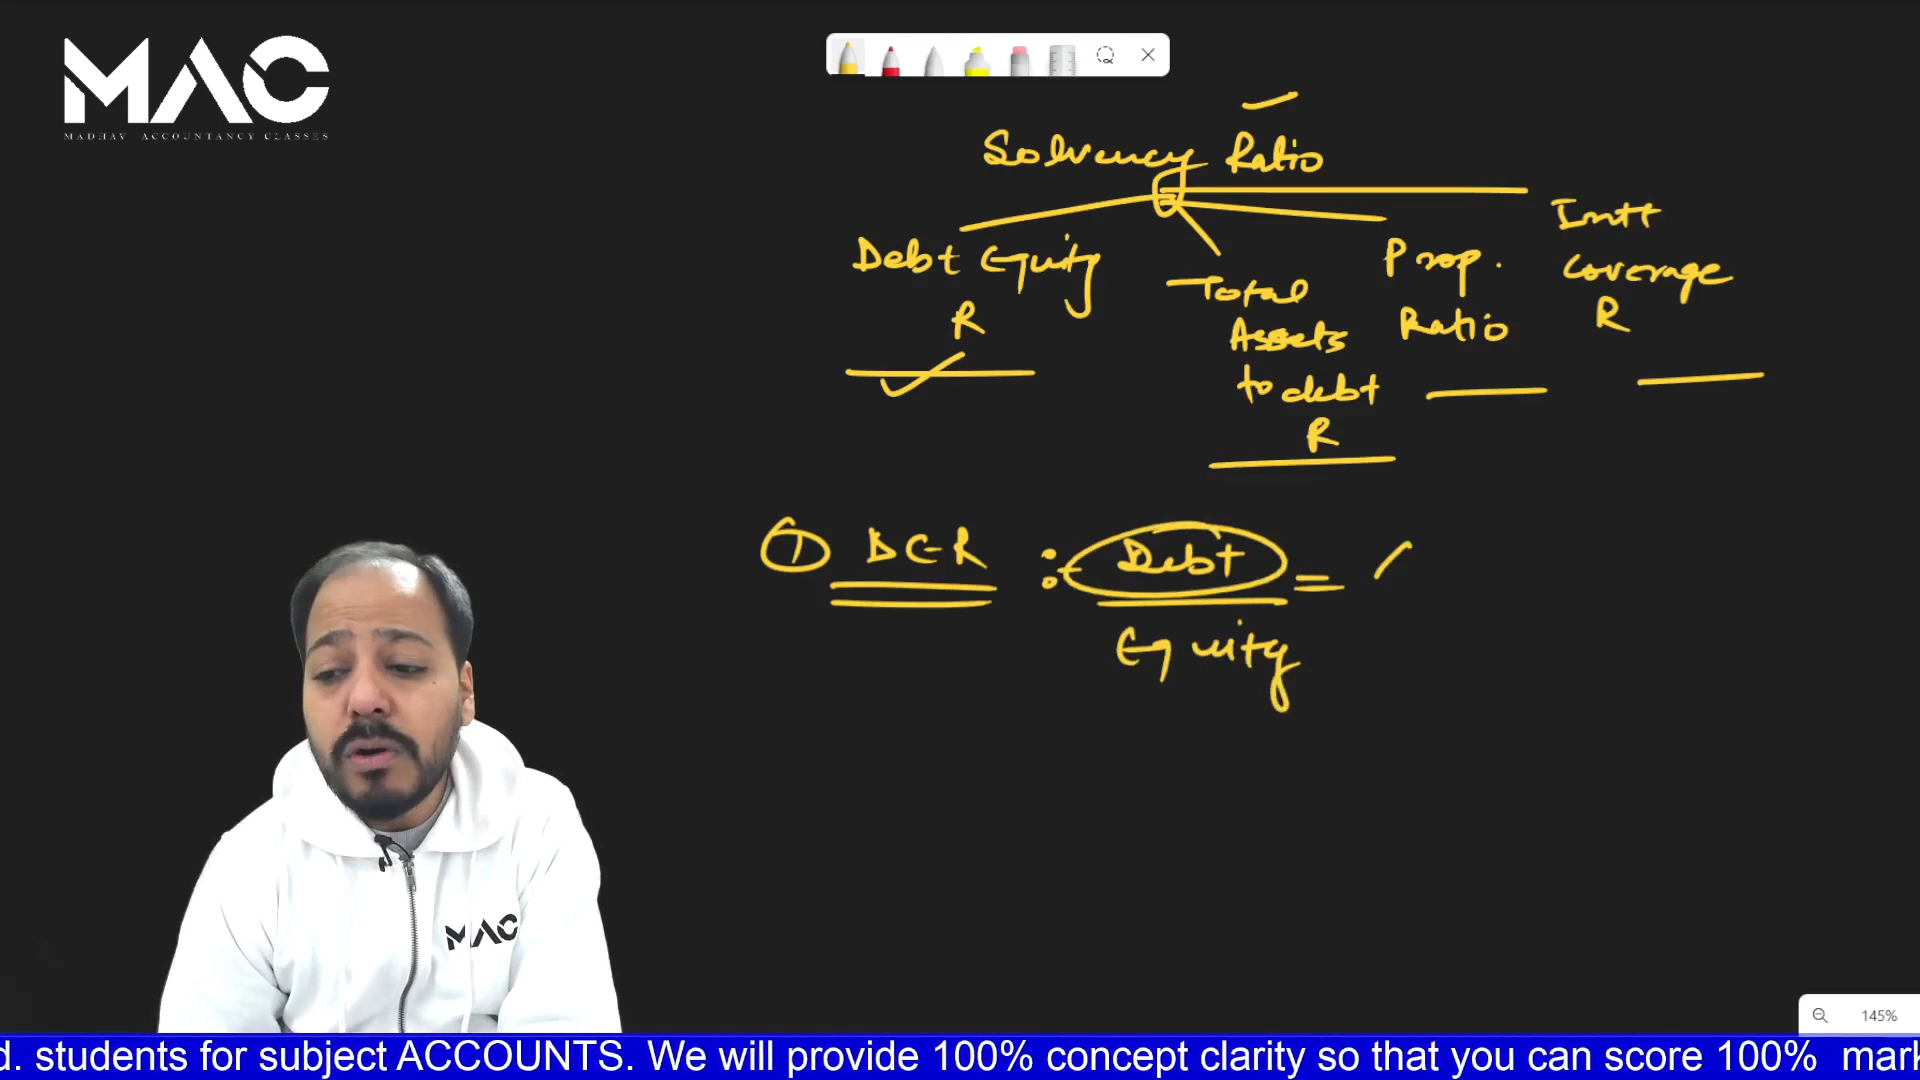 MAC
MADHAV ACCOUNTANCY CLASSES
Solvency Ratio
Debt Equity
R
Total
Assets
to debt
R
Prop.
Ratio
Intt
coverage
R
1 DER :- Debt =
Equity
MAC
145%
d. students for subject ACCOUNTS. We will provide 100% concept clarity so that you can score 100% mark